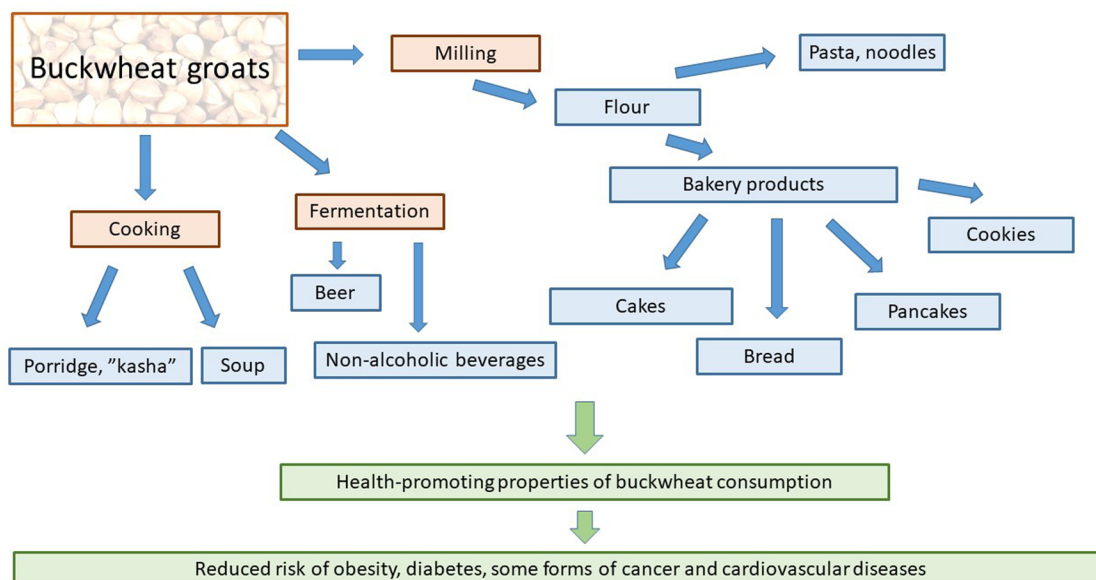 Buckwheat groats
Milling
Pasta, noodles
Flour
Bakery products
Fermentation
Cooking
Cookies
Beer
Cakes
Pancakes
Porridge, ”kasha”
Soup
Non-alcoholic beverages
Bread
Health-promoting properties of buckwheat consumption
Reduced risk of obesity, diabetes, some forms of cancer and cardiovascular diseases